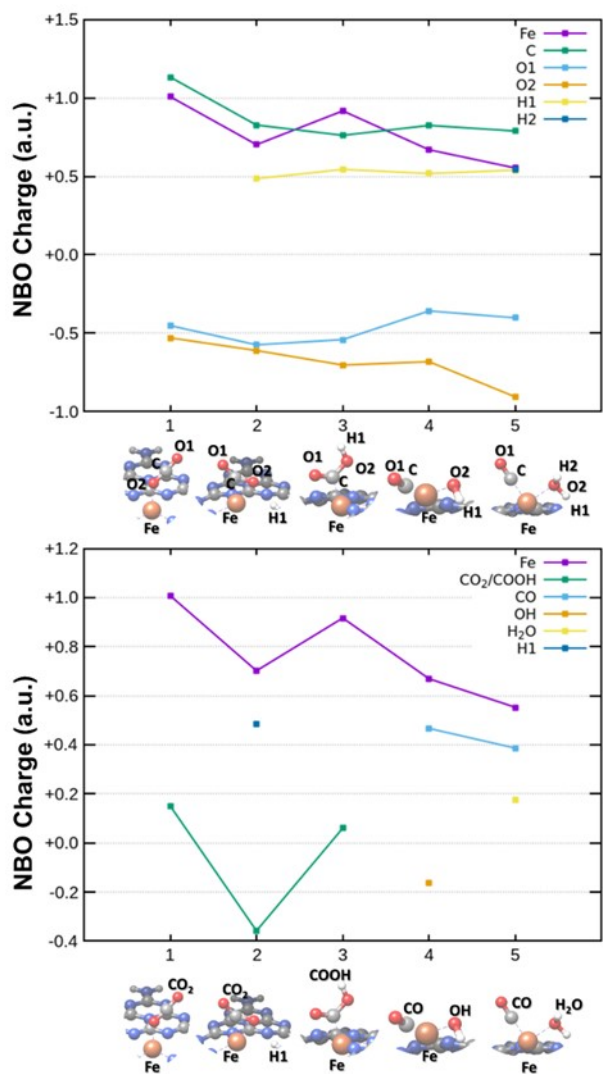 +1.5
+1.0
+0.5
+0.0
-0.5
-1.0
NBO Charge (a.u.)
Fe
C
O1
O2
H1
H2
1 2 3 4 5
O1 C O2 Fe
O1 O2 C Fe H1
H1 O1 O2 C Fe
O1 C O2 Fe H1
O1 C H2 O2 Fe H1
+1.2
+1.0
+0.8
+0.6
+0.4
+0.2
+0.0
-0.2
-0.4
NBO Charge (a.u.)
Fe
CO₂/COOH
CO
OH
H₂O
H1
1 2 3 4 5
CO₂ Fe
CO₂ Fe H1
COOH Fe
CO OH Fe
CO H₂O Fe